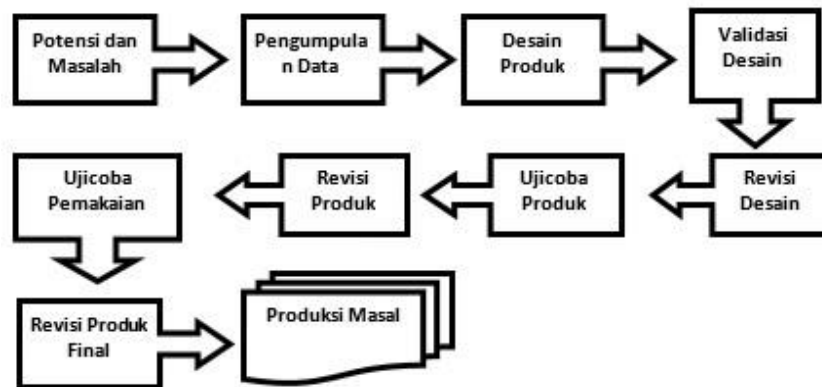 Potensi dan
Masalah
Pengumpula
n Data
Desain
Produk
Validasi
Desain
Revisi
Desain
Ujicoba
Produk
Revisi
Produk
Ujicoba
Pemakaian
Revisi Produk
Final
Produksi Masal